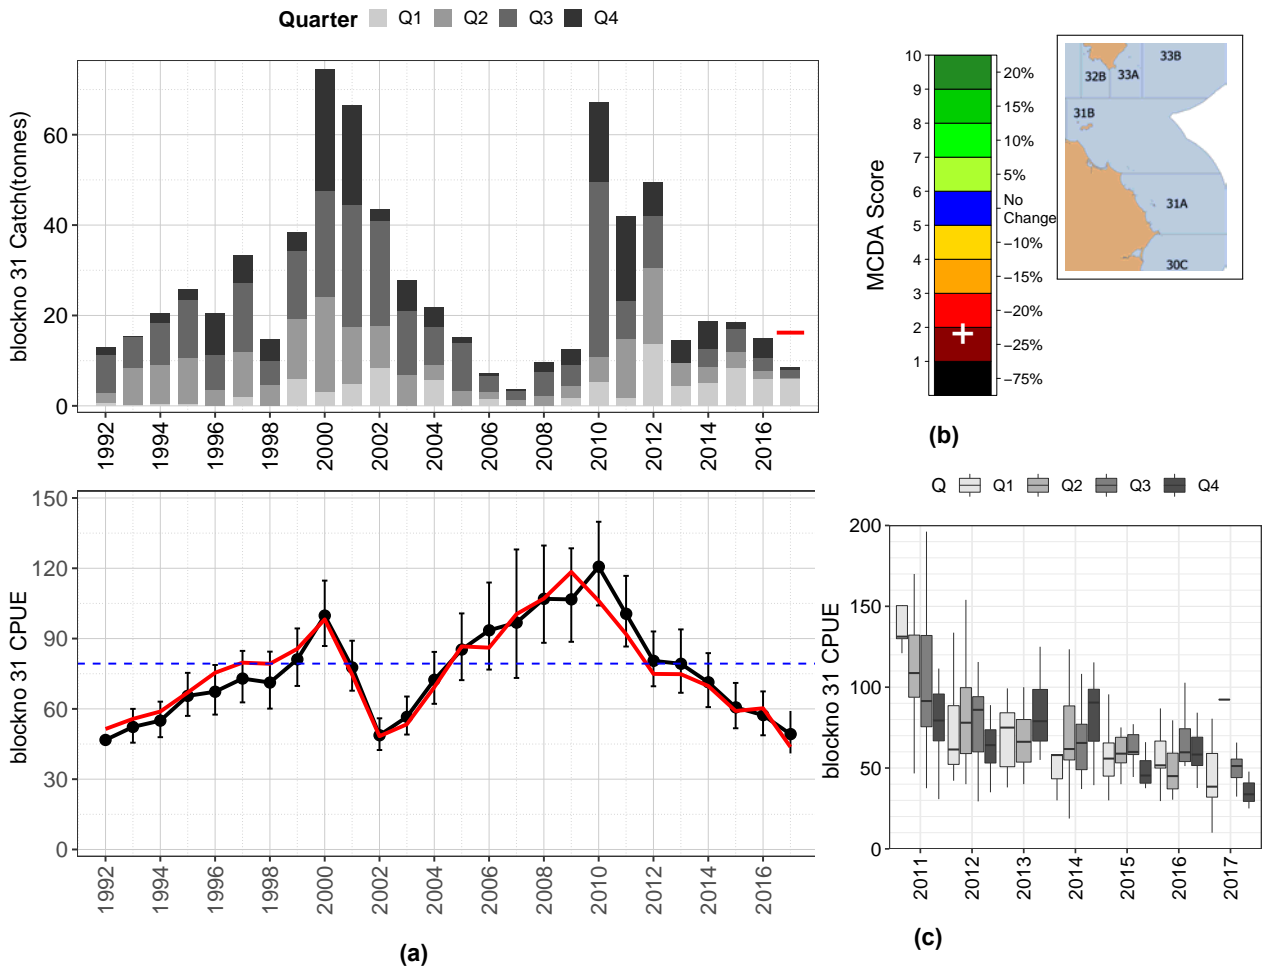 Quarter Q1 Q2 Q3 Q4
blockno 31 Catch(tonnes)
60
40
20
0
1992 1994 1996 1998 2000 2002 2004 2006 2008 2010 2012 2014 2016
blockno 31 CPUE
150
120
90
60
30
0
1992 1994 1996 1998 2000 2002 2004 2006 2008 2010 2012 2014 2016
(a)
MCDA Score
10
9
8
7
6
5
4
3
2
1
20%
15%
10%
5%
No
Change
−10%
−15%
−20%
−25%
−75%
33B
32B 33A
31B
31A
30C
(b)
Q Q1 Q2 Q3 Q4
blockno 31 CPUE
200
150
100
50
0
2011 2012 2013 2014 2015 2016 2017
(c)